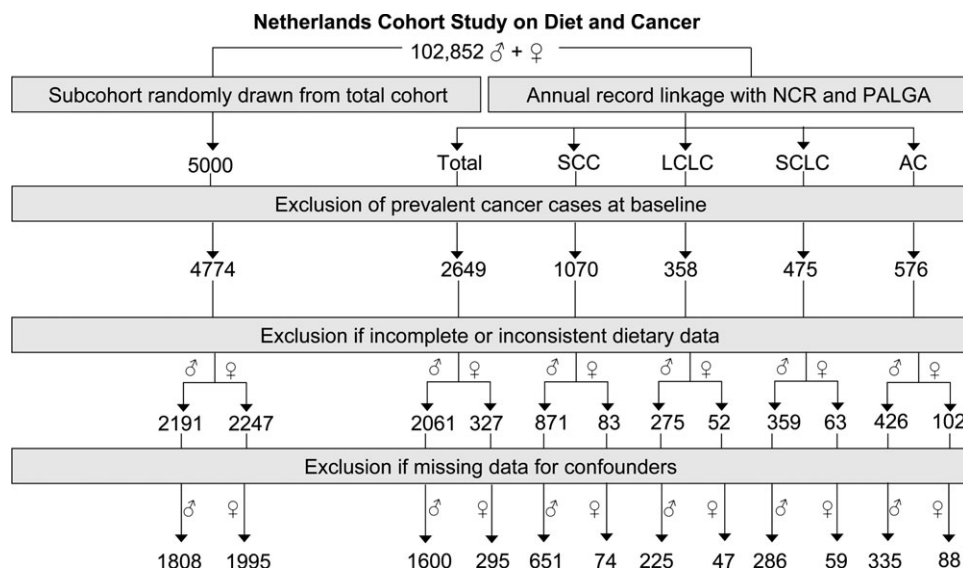 Netherlands Cohort Study on Diet and Cancer
102,852 ♂ + ♀
Subcohort randomly drawn from total cohort
Annual record linkage with NCR and PALGA
5000 Total SCC LCLC SCLC AC
Exclusion of prevalent cancer cases at baseline
4774 2649 1070 358 475 576
Exclusion if incomplete or inconsistent dietary data
♂ ♀ ♂ ♀ ♂ ♀ ♂ ♀ ♂ ♀ ♂ ♀
2191 2247 2061 327 871 83 275 52 359 63 426 102
Exclusion if missing data for confounders
♂ ♀ ♂ ♀ ♂ ♀ ♂ ♀ ♂ ♀ ♂ ♀
1808 1995 1600 295 651 74 225 47 286 59 335 88